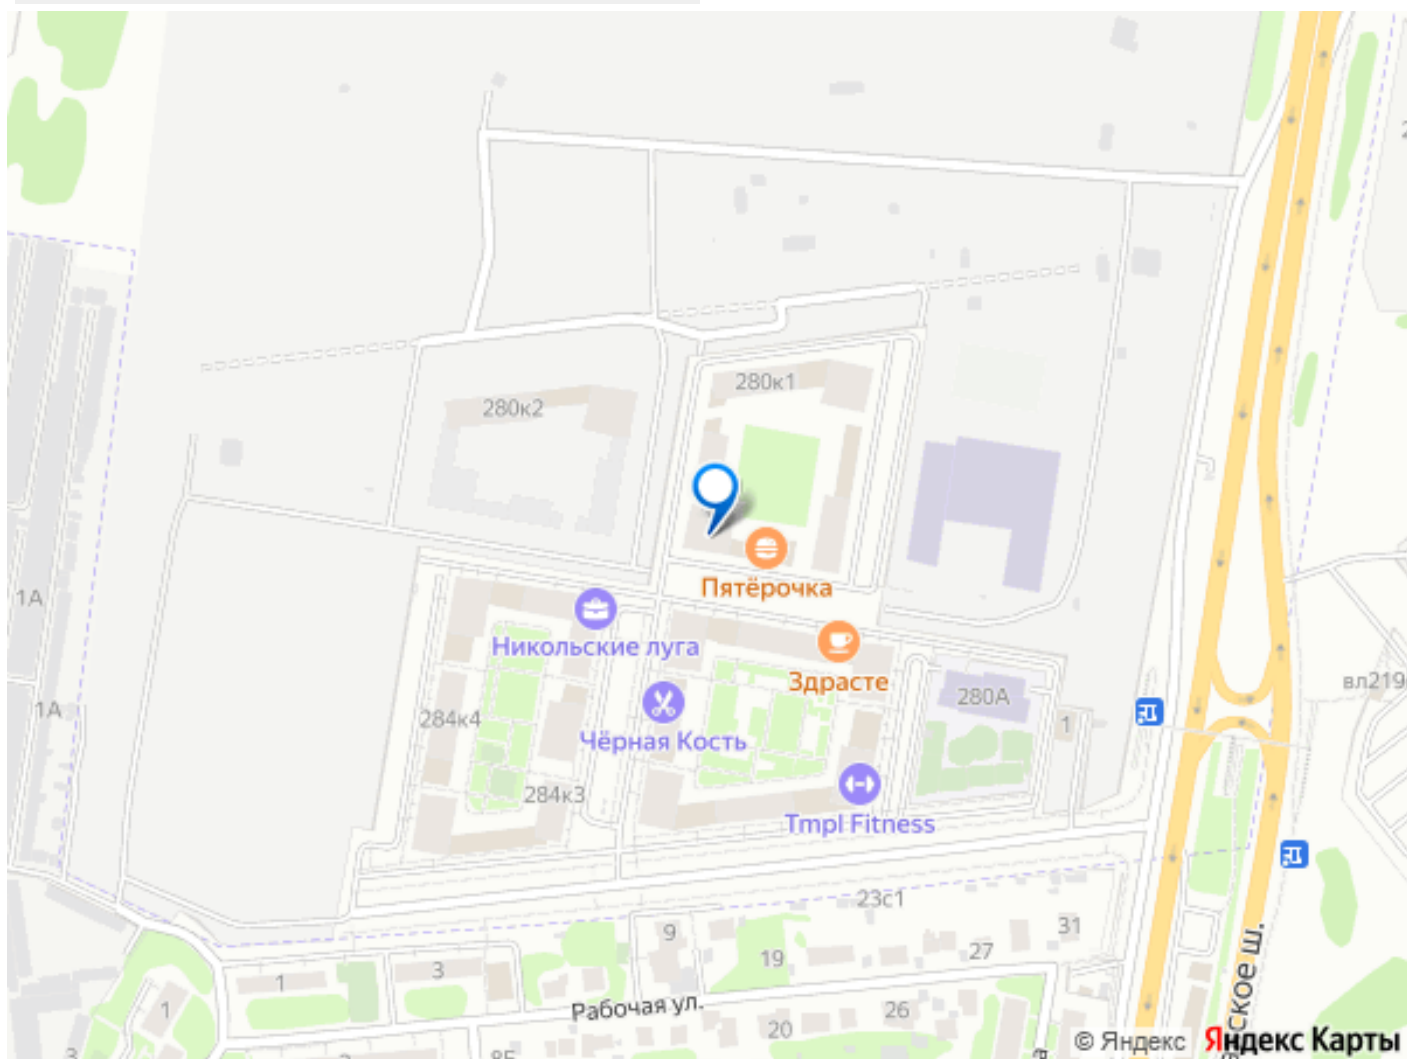 280к1
280к2
Пятёрочка
1А
Никольские луга
Здрасте
280А
вл219
1А
284к4
Чёрная Кость
1
284к3
Tmpl Fitness
23с1
9
31
19
27
1
3
Рабочая ул.
1
26
20
ское ш.
© Яндекс
Яндекс Карты